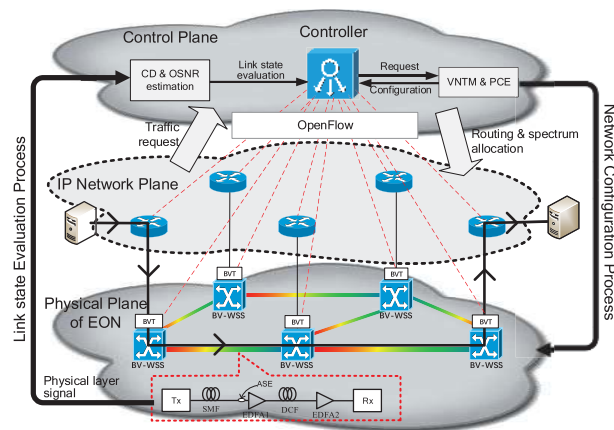 Control Plane
Controller
CD & OSNR
estimation
Link state
evaluation
Request
Configuration
VNTM & PCE
OpenFlow
Traffic
request
Routing & spectrum
allocation
IP Network Plane
Link state Evaluation Process
Network Configuration Process
BVT
BV-WSS
BVT
BV-WSS
Physical Plane
of EON
BVT
BV-WSS
BVT
BV-WSS
BVT
BV-WSS
Physical layer
signal
Tx
SMF
ASE
EDFA1
DCF
EDFA2
Rx